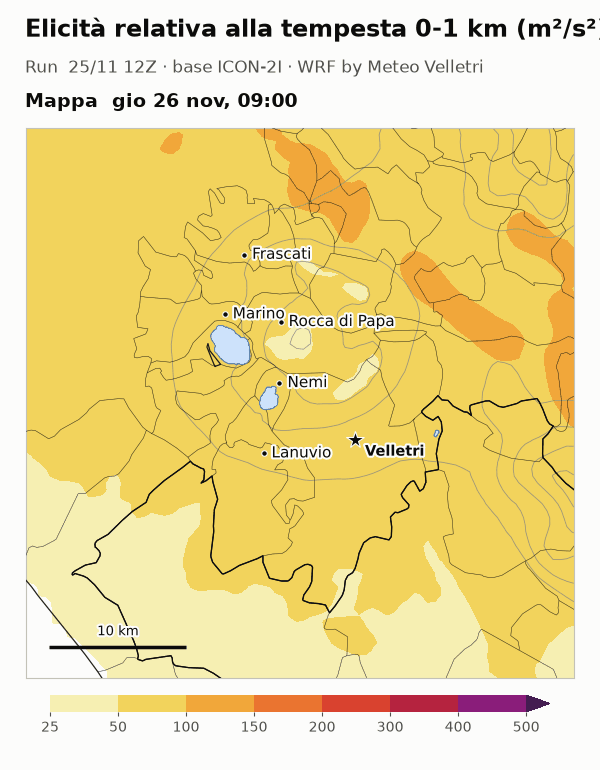 Elicità relativa alla tempesta 0-1 km (m²/s²)
Run 25/11 12Z · base ICON-2I · WRF by Meteo Velletri
Mappa gio 26 nov, 09:00
Frascati
Marino
Rocca di Papa
Nemi
Velletri
Lanuvio
10 km
25 50 100 150 200 300 400 500